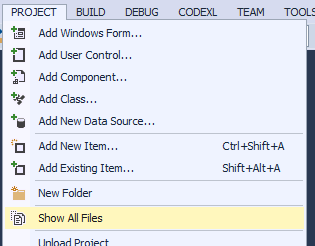 PROJECT BUILD DEBUG CODEXL TEAM TOOLS
Add Windows Form...
Add User Control...
Add Component...
Add Class...
Add New Data Source...
Add New Item... Ctrl+Shift+A
Add Existing Item... Shift+Alt+A
New Folder
Show All Files
Unload Project